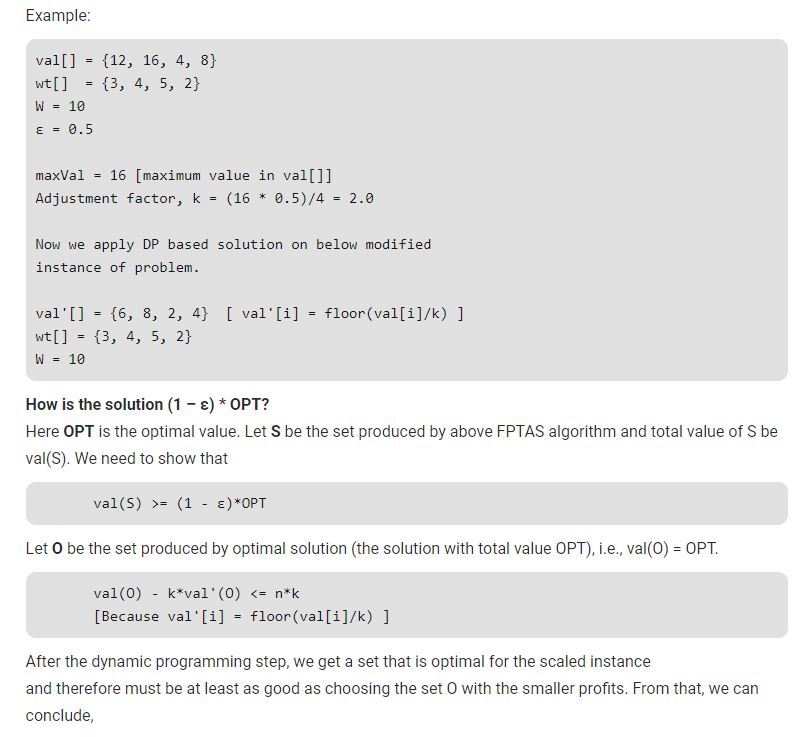 Example:
val[] = {12, 16, 4, 8}
wt[]  = {3, 4, 5, 2}
W = 10
ε = 0.5
maxVal = 16 [maximum value in val[]]
Adjustment factor, k = (16 * 0.5)/4 = 2.0
Now we apply DP based solution on below modified
instance of problem.
val'[] = {6, 8, 2, 4}  [ val'[i] = floor(val[i]/k) ]
wt[] = {3, 4, 5, 2}
W = 10
How is the solution (1 – ε) * OPT?
Here OPT is the optimal value. Let S be the set produced by above FPTAS algorithm and total value of S be
val(S). We need to show that
val(S) >= (1 - ε)*OPT
Let O be the set produced by optimal solution (the solution with total value OPT), i.e., val(O) = OPT.
val(O) - k*val'(O) <= n*k
[Because val'[i] = floor(val[i]/k) ]
After the dynamic programming step, we get a set that is optimal for the scaled instance
and therefore must be at least as good as choosing the set O with the smaller profits. From that, we can
conclude,